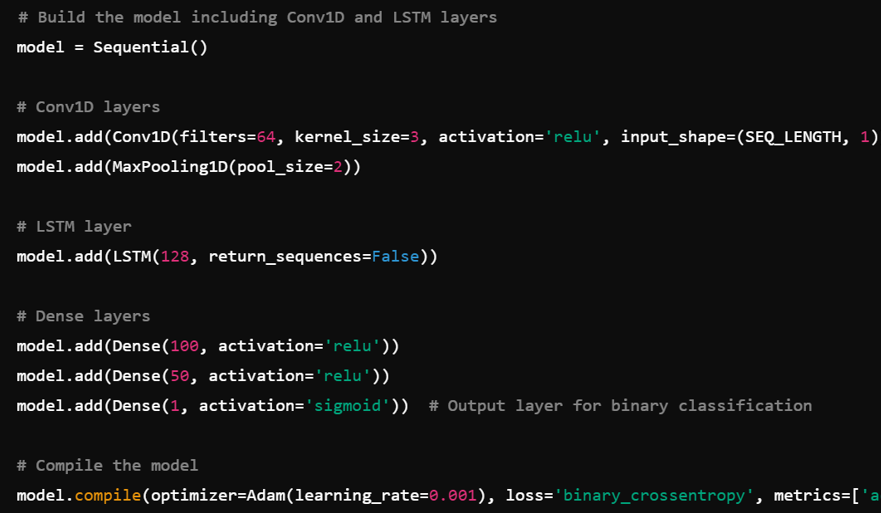 # Build the model including Conv1D and LSTM layers
model = Sequential()
# Conv1D layers
model.add(Conv1D(filters=64, kernel_size=3, activation='relu', input_shape=(SEQ_LENGTH, 1)
model.add(MaxPooling1D(pool_size=2))
# LSTM layer
model.add(LSTM(128, return_sequences=False))
# Dense layers
model.add(Dense(100, activation='relu'))
model.add(Dense(50, activation='relu'))
model.add(Dense(1, activation='sigmoid'))  # Output layer for binary classification
# Compile the model
model.compile(optimizer=Adam(learning_rate=0.001), loss='binary_crossentropy', metrics=['a